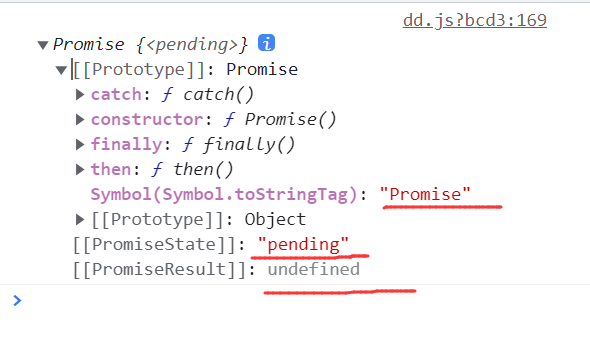 dd.js?bcd3:169
▼Promise {<pending>} i
▼[[Prototype]]: Promise
▶ catch: ƒ catch()
▶ constructor: ƒ Promise()
▶ finally: ƒ finally()
▶ then: ƒ then()
Symbol(Symbol.toStringTag): "Promise"
▶ [[Prototype]]: Object
[[PromiseState]]: "pending"
[[PromiseResult]]: undefined
>